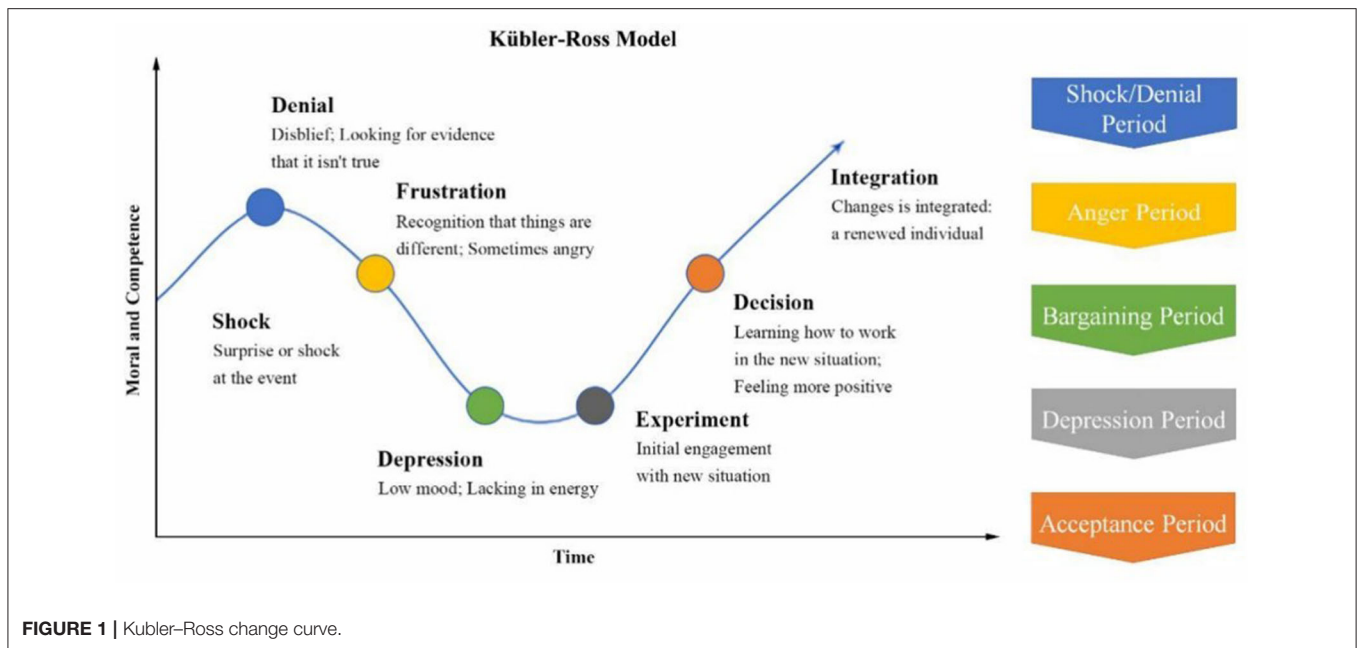 Kübler-Ross Model
Moral and Competence
Denial
Disblief; Looking for evidence
that it isn't true
Frustration
Recognition that things are
different; Sometimes angry
Shock
Surprise or shock
at the event
Depression
Low mood; Lacking in energy
Experiment
Initial engagement
with new situation
Decision
Learning how to work
in the new situation;
Feeling more positive
Integration
Changes is integrated:
a renewed individual
Time
Shock/Denial
Period
Anger Period
Bargaining Period
Depression Period
Acceptance Period
FIGURE 1 | Kubler–Ross change curve.